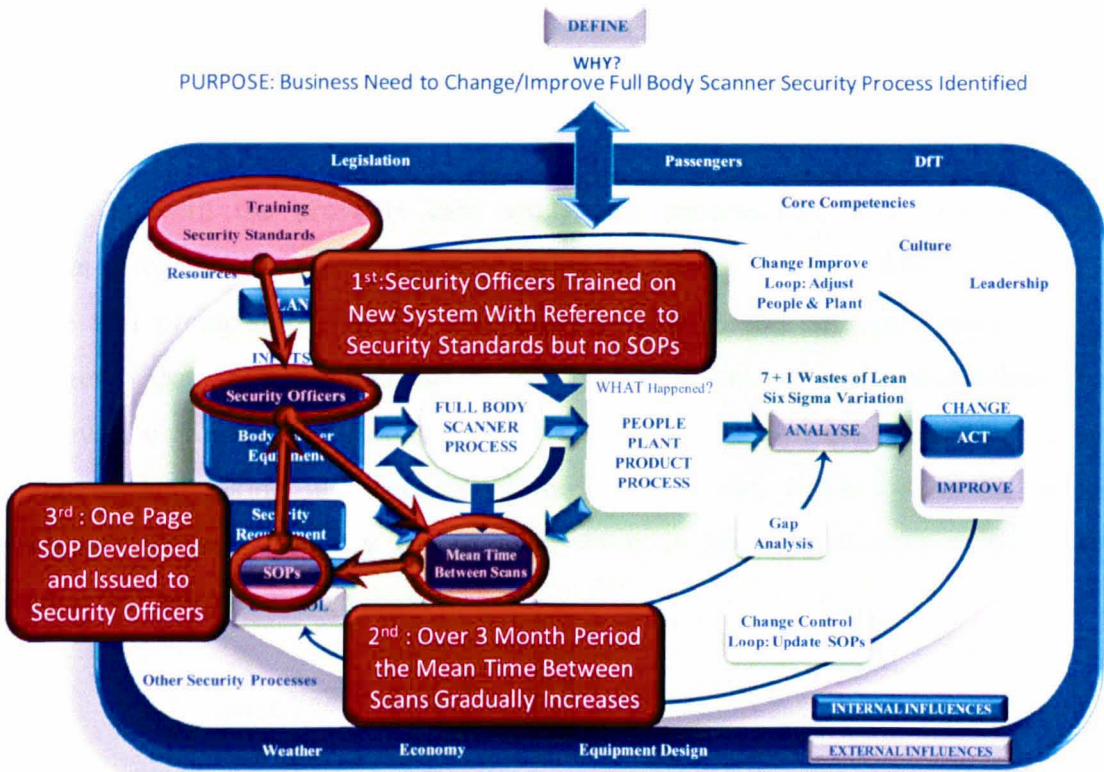 DEFINE
WHY?
PURPOSE: Business Need to Change/Improve Full Body Scanner Security Process Identified
Legislation
Passengers
DfT
Training
Security Standards
Core Competencies
Culture
Leadership
Resources
Change Improve
Loop: Adjust
People & Plant
1st:Security Officers Trained on
New System With Reference to
Security Standards but no SOPs
Security Officers
FULL BODY
SCANNER
PROCESS
WHAT Happened?
PEOPLE
PLANT
PRODUCT
PROCESS
7 + 1 Wastes of Lean
Six Sigma Variation
ANALYSE
CHANGE
ACT
IMPROVE
Body
Security
SOPs
3rd : One Page
SOP Developed
and Issued to
Security Officers
Mean Time
Between Scans
Gap
Analysis
2nd : Over 3 Month Period
the Mean Time Between
Scans Gradually Increases
Change Control
Loop: Update SOPs
Other Security Processes
INTERNAL INFLUENCES
Weather
Economy
Equipment Design
EXTERNAL INFLUENCES